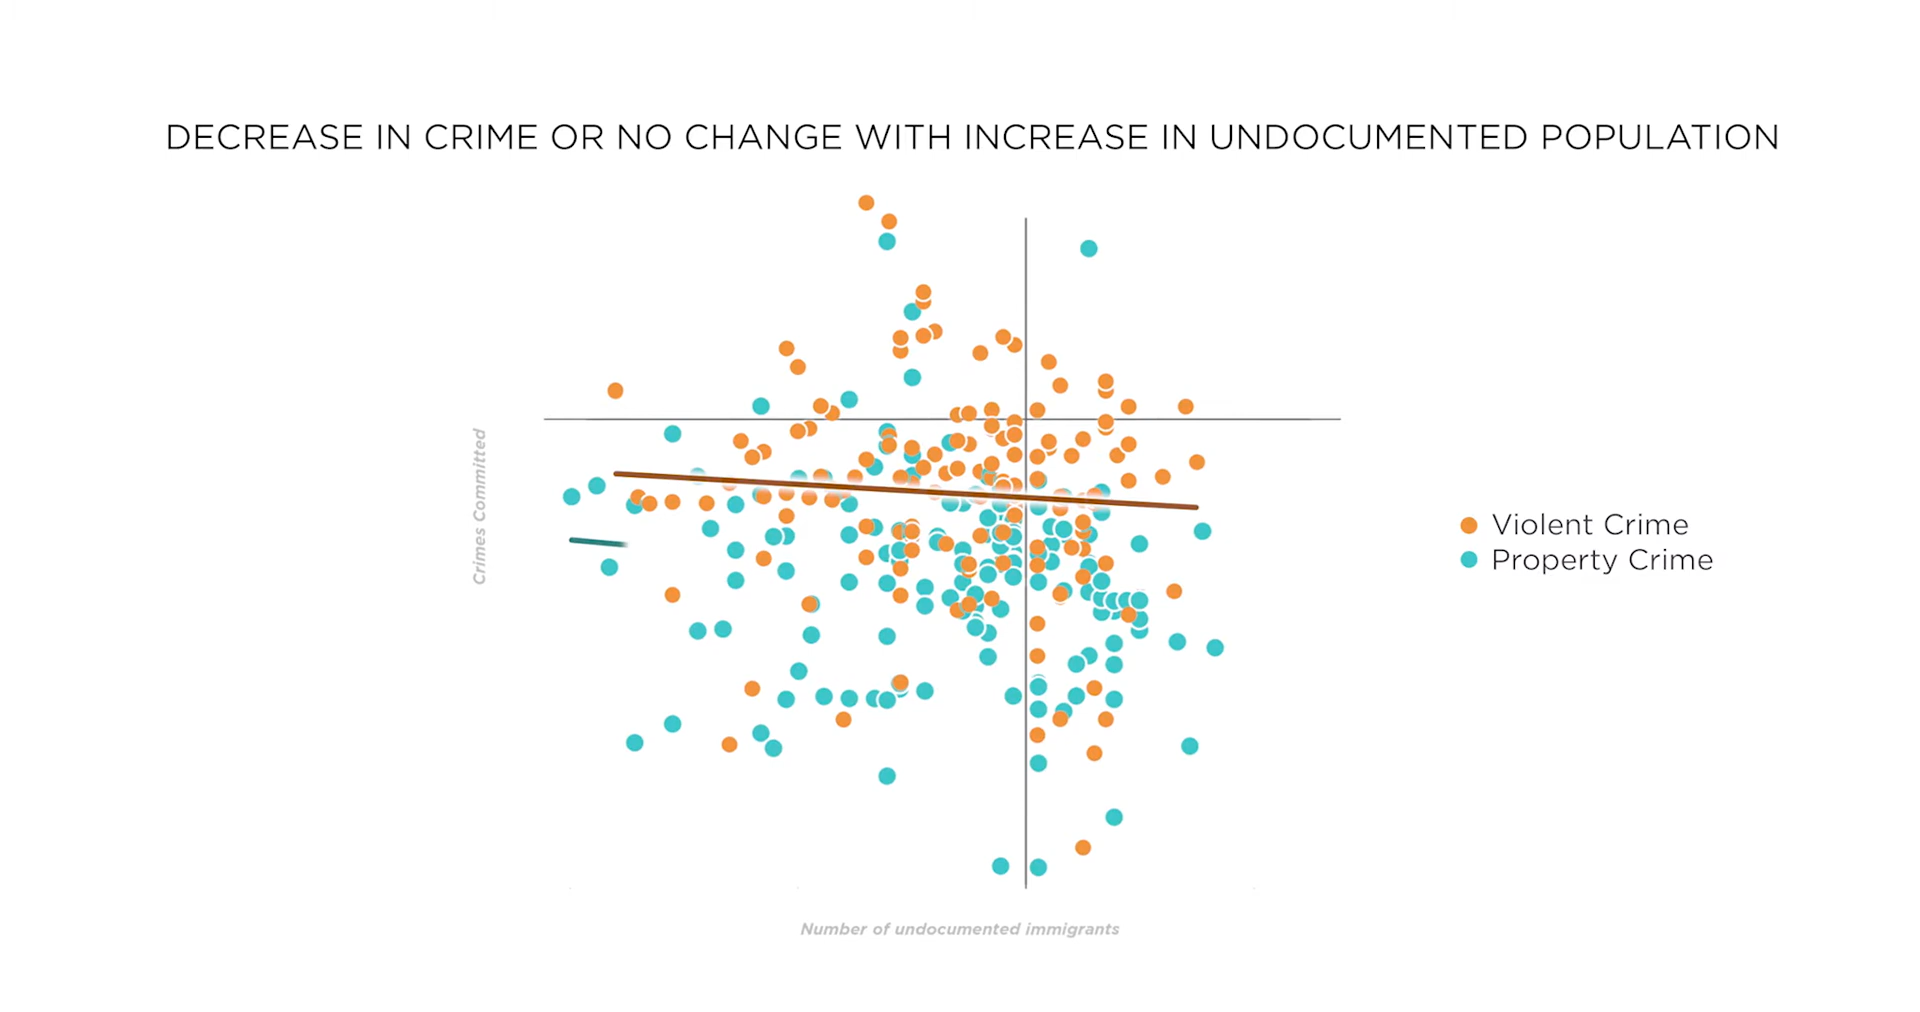 DECREASE IN CRIME OR NO CHANGE WITH INCREASE IN UNDOCUMENTED POPULATION
Crimes Committed
Violent Crime
Property Crime
Number of undocumented immigrants